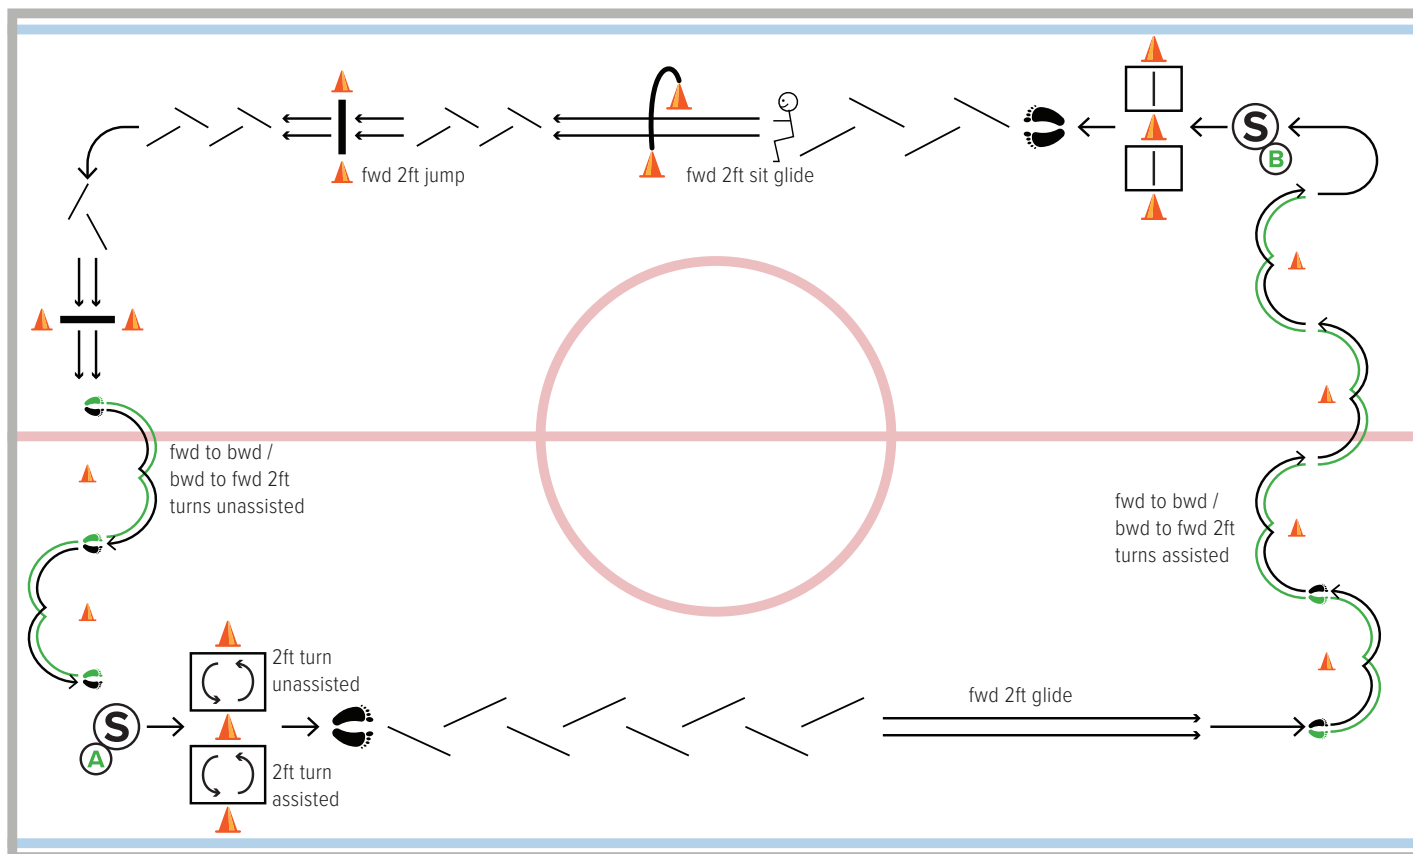 S
B
fwd 2ft jump
fwd 2ft sit glide
fwd to bwd /
bwd to fwd 2ft
turns unassisted
fwd to bwd /
bwd to fwd 2ft
turns assisted
2ft turn
unassisted
fwd 2ft glide
S
A
2ft turn
assisted